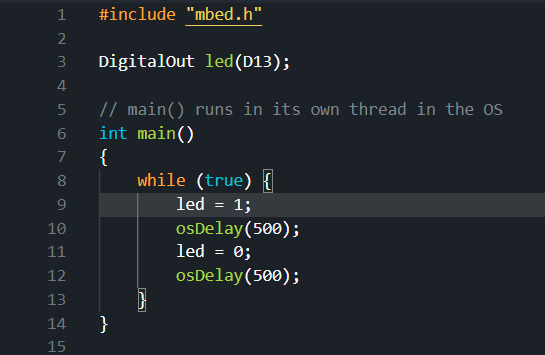 1 #include "mbed.h"
2
3 DigitalOut led(D13);
4
5 // main() runs in its own thread in the OS
6 int main()
7 {
8     while (true) {
9         led = 1;
10         osDelay(500);
11         led = 0;
12         osDelay(500);
13     }
14 }
15